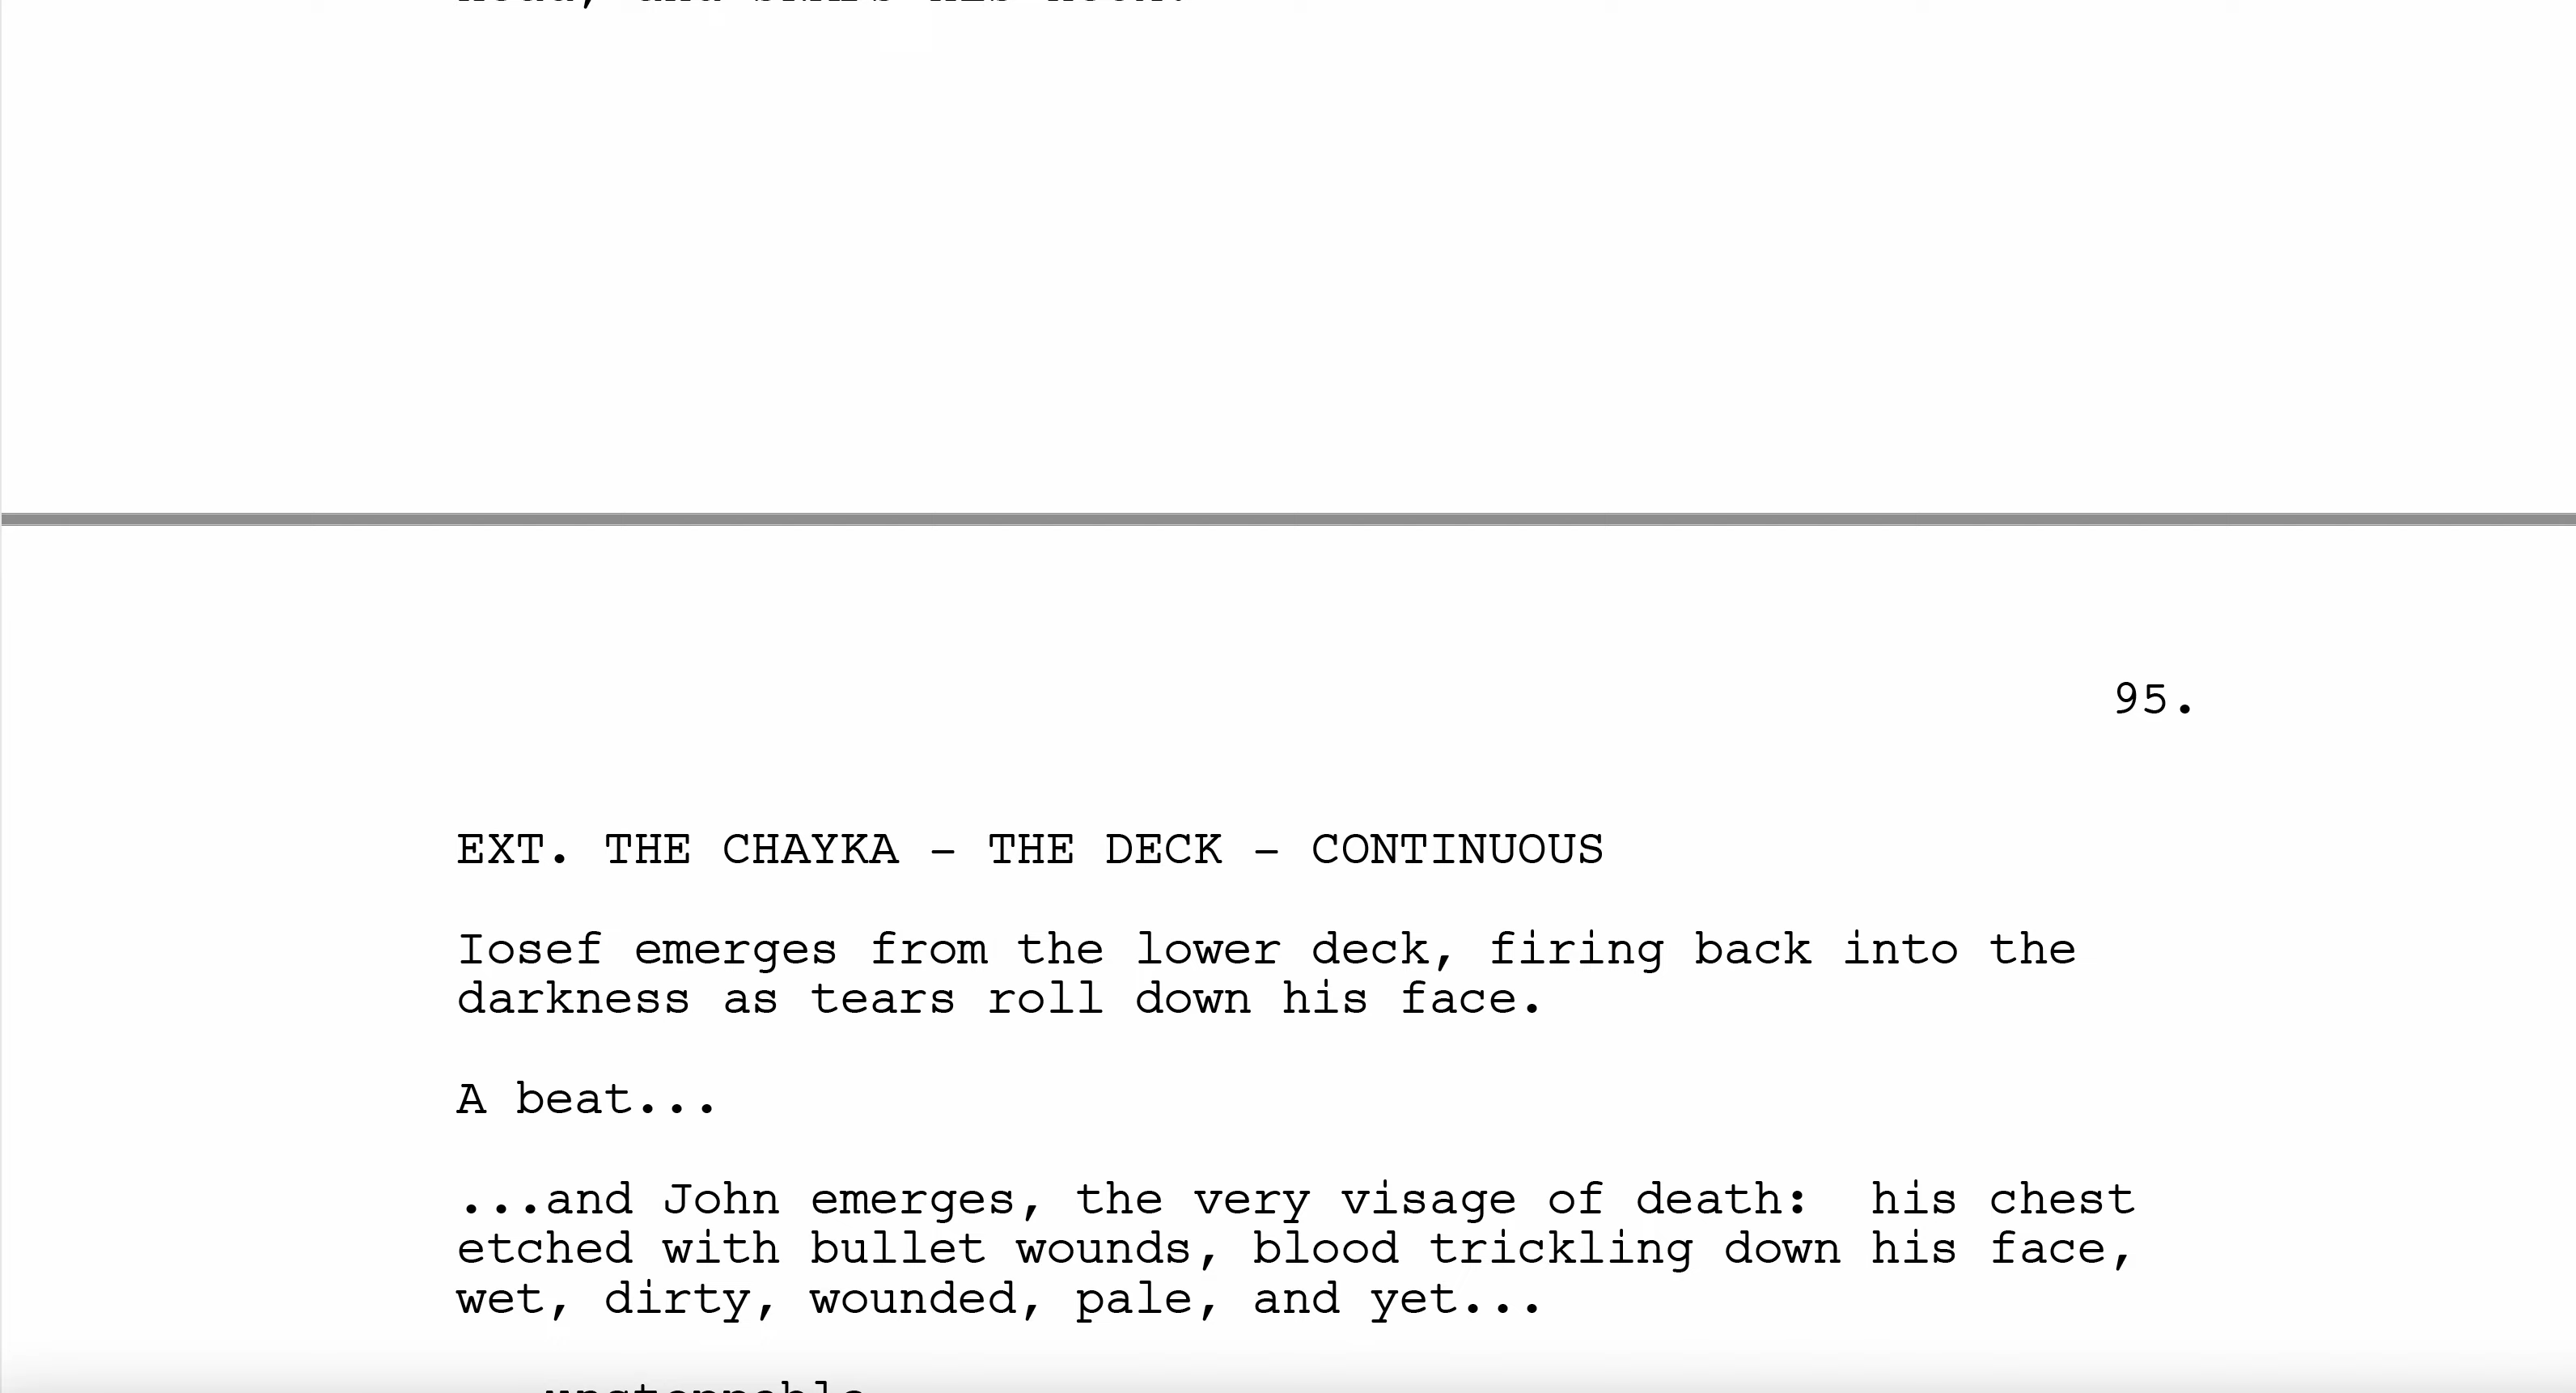 95.
EXT. THE CHAYKA - THE DECK - CONTINUOUS
Iosef emerges from the lower deck, firing back into the
darkness as tears roll down his face.
A beat...
...and John emerges, the very visage of death:  his chest
etched with bullet wounds, blood trickling down his face,
wet, dirty, wounded, pale, and yet...